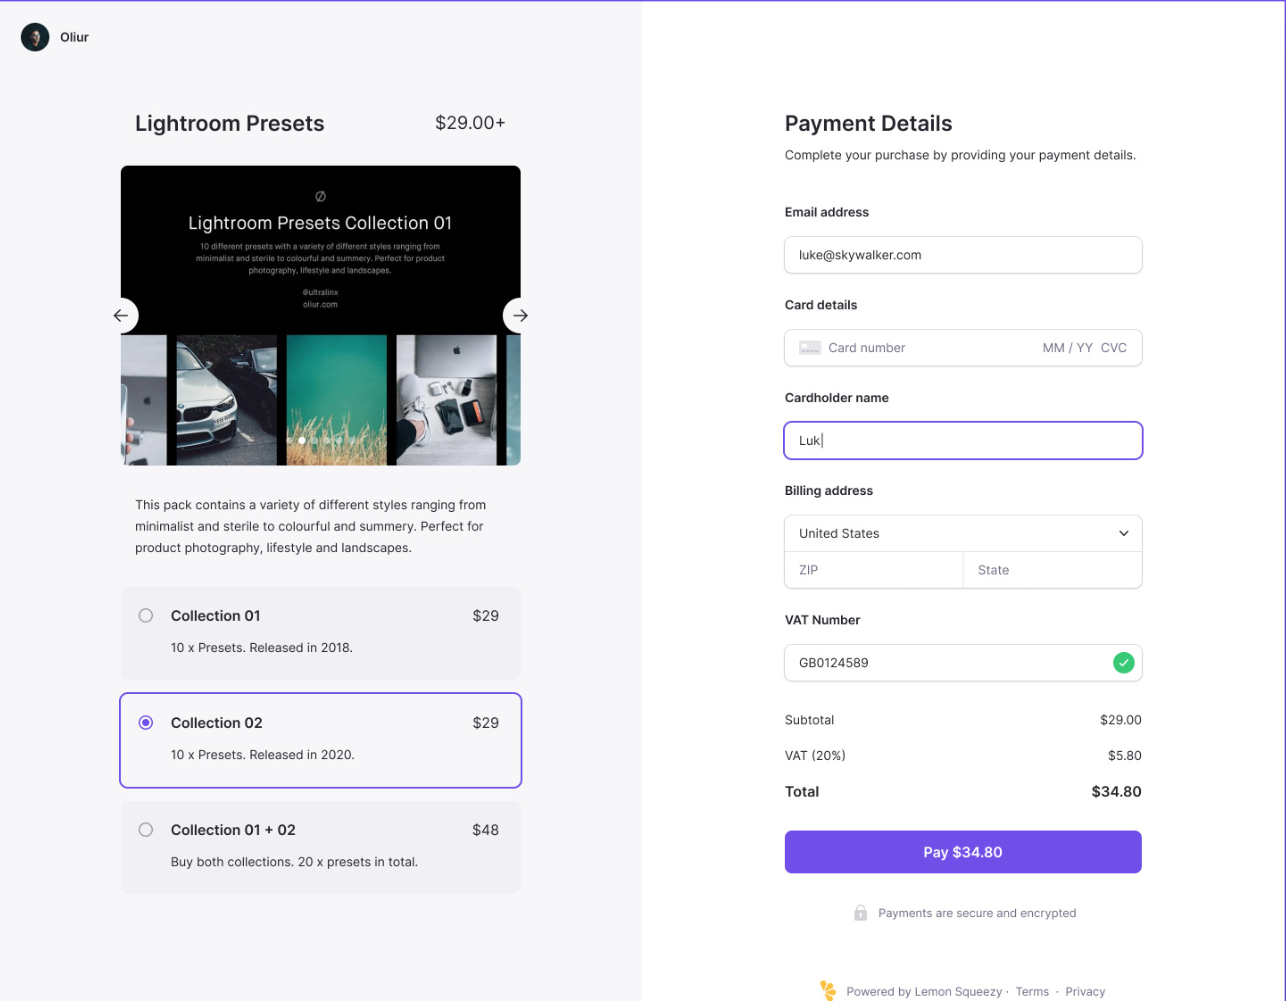 Oliur
Lightroom Presets
$29.00+
Lightroom Presets Collection 01
10 different presets with a variety of different styles ranging from
minimalist and sterile to colourful and summery. Perfect for product
photography, lifestyle and landscapes.
@ultralinx
oliur.com
This pack contains a variety of different styles ranging from
minimalist and sterile to colourful and summery. Perfect for
product photography, lifestyle and landscapes.
Collection 01
$29
10 x Presets. Released in 2018.
Collection 02
$29
10 x Presets. Released in 2020.
Collection 01 + 02
$48
Buy both collections. 20 x presets in total.
Payment Details
Complete your purchase by providing your payment details.
Email address
luke@skywalker.com
Card details
Card number
MM / YY CVC
Cardholder name
Luk
Billing address
United States
ZIP
State
VAT Number
GB0124589
Subtotal
$29.00
VAT (20%)
$5.80
Total
$34.80
Pay $34.80
Payments are secure and encrypted
Powered by Lemon Squeezy · Terms · Privacy